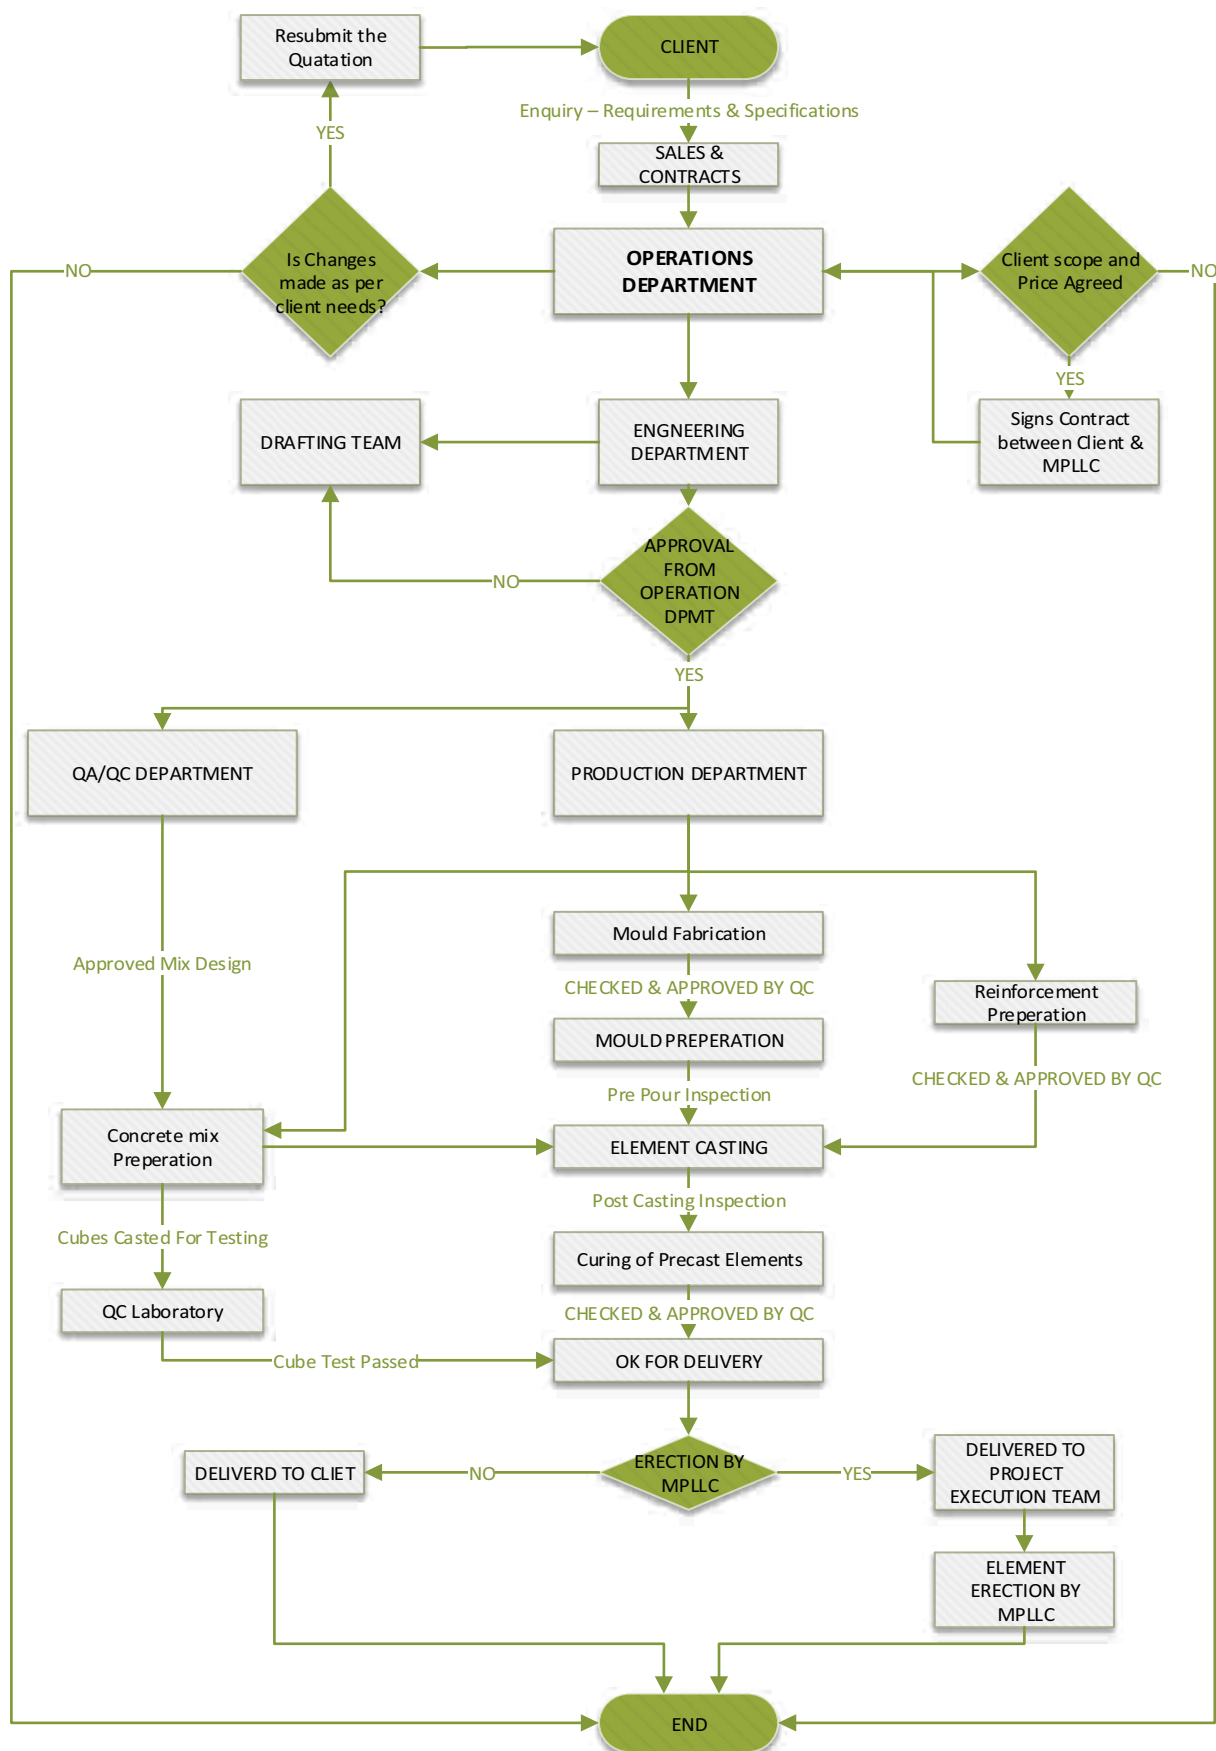 Resubmit the
Quatation
CLIENT
Enquiry – Requirements & Specifications
YES
SALES &
CONTRACTS
Is Changes
made as per
client needs?
NO
OPERATIONS
DEPARTMENT
Client scope and
Price Agreed
NO
YES
DRAFTING TEAM
ENGNEERING
DEPARTMENT
Signs Contract
between Client &
MPLLC
APPROVAL
FROM
OPERATION
DPMT
NO
YES
QA/QC DEPARTMENT
PRODUCTION DEPARTMENT
Mould Fabrication
Approved Mix Design
CHECKED & APPROVED BY QC
Reinforcement
Preperation
MOULD PREPERATION
CHECKED & APPROVED BY QC
Pre Pour Inspection
Concrete mix
Preperation
ELEMENT CASTING
Post Casting Inspection
Cubes Casted For Testing
Curing of Precast Elements
QC Laboratory
CHECKED & APPROVED BY QC
Cube Test Passed
OK FOR DELIVERY
DELIVERD TO CLIET
NO
ERECTION BY
MPLLC
YES
DELIVERED TO
PROJECT
EXECUTION TEAM
ELEMENT
ERECTION BY
MPLLC
END